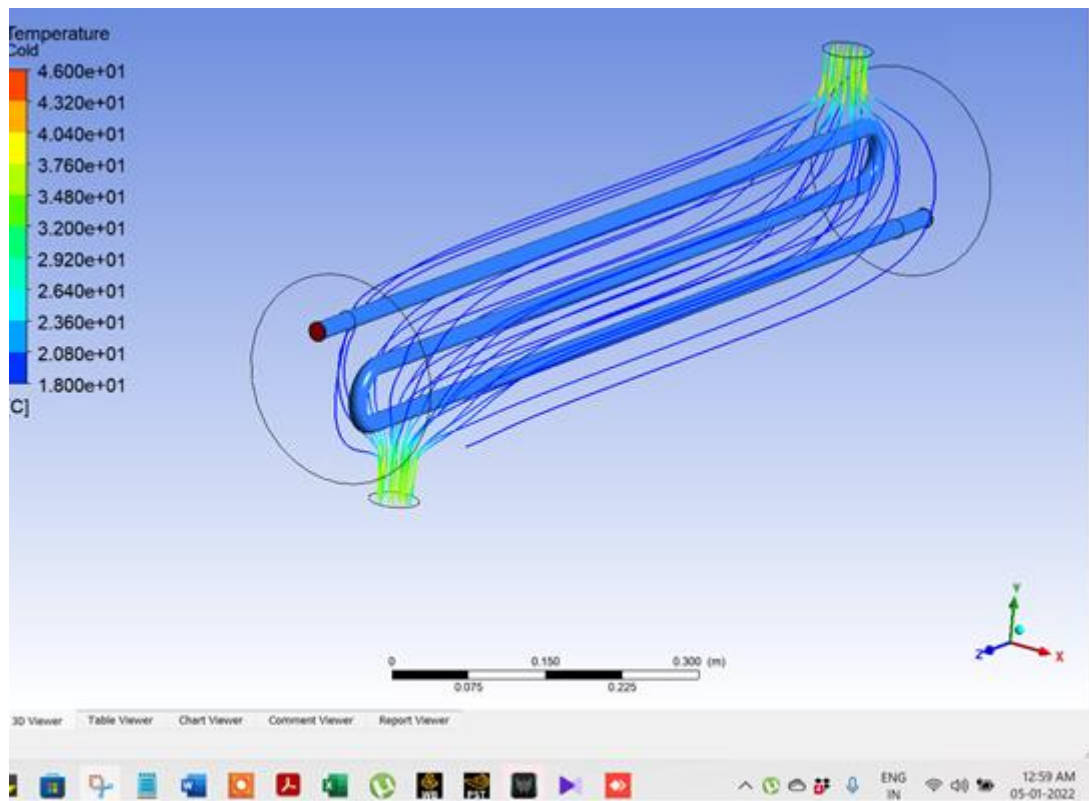 Temperature
Cold
4.600e+01
4.320e+01
4.040e+01
3.760e+01
3.480e+01
3.200e+01
2.920e+01
2.640e+01
2.360e+01
2.080e+01
1.800e+01
C]
Y
Z X
0 0.150 0.300 (m)
0.075 0.225
3D Viewer Table Viewer Chart Viewer Comment Viewer Report Viewer
WB PST
ENG
IN
12:59 AM
05-01-2022